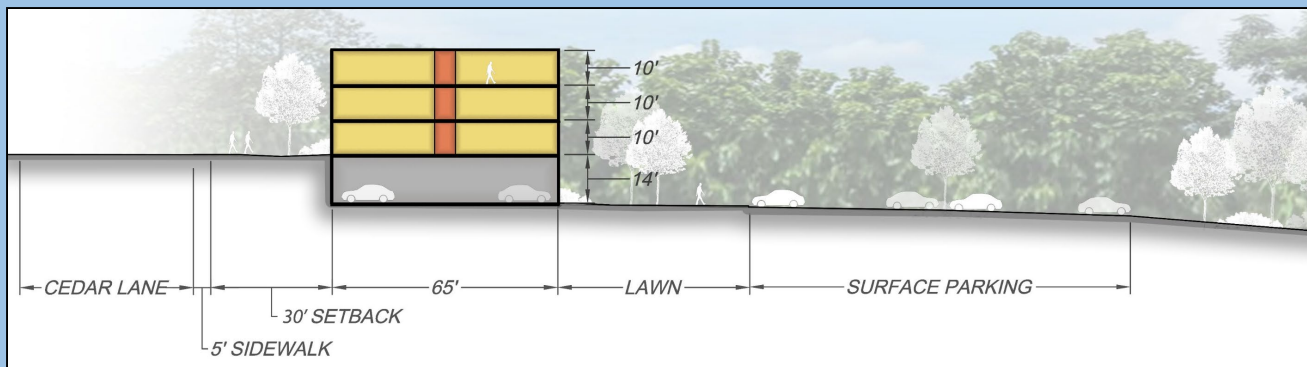 10'
10'
10'
14'
CEDAR LANE
65'
LAWN
SURFACE PARKING
30' SETBACK
5' SIDEWALK